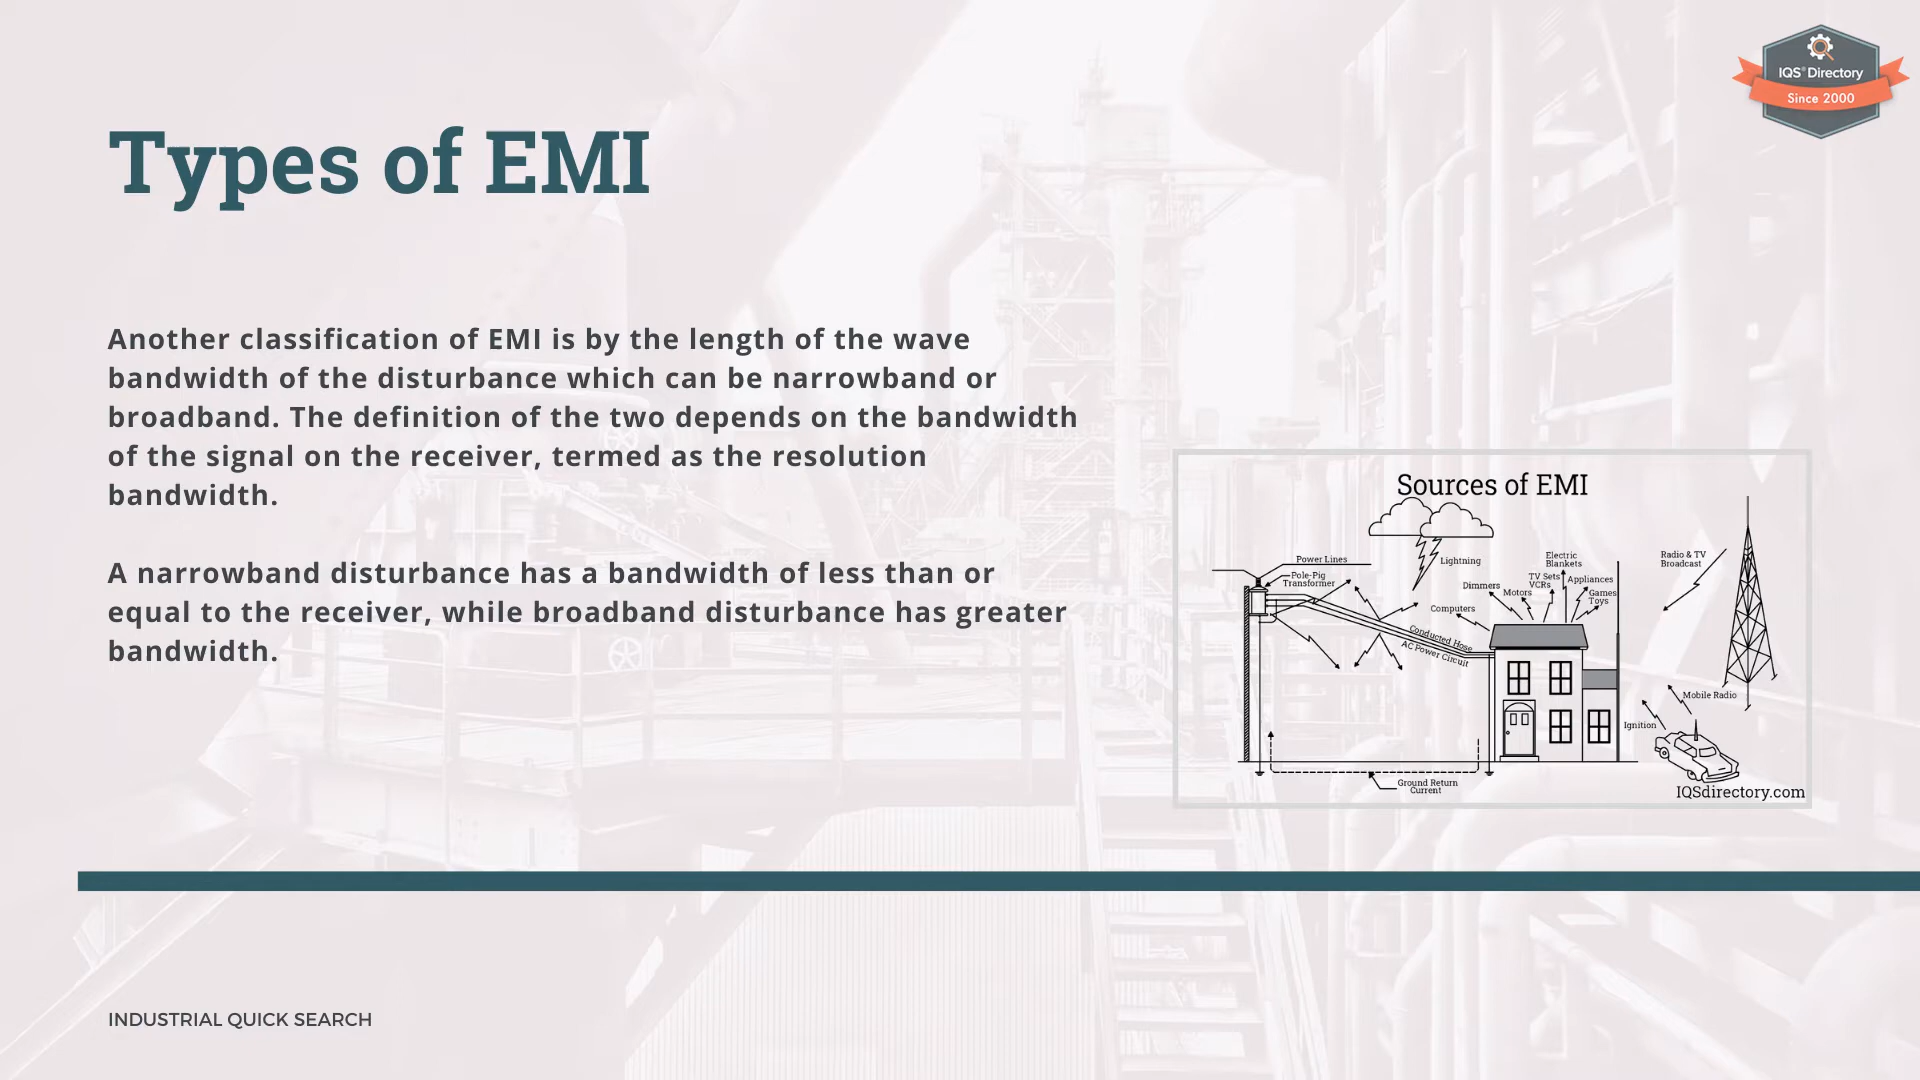 IQS® Directory
Since 2000
Types of EMI
Another classification of EMI is by the length of the wave
bandwidth of the disturbance which can be narrowband or
broadband. The definition of the two depends on the bandwidth
of the signal on the receiver, termed as the resolution
bandwidth.
A narrowband disturbance has a bandwidth of less than or
equal to the receiver, while broadband disturbance has greater
bandwidth.
Sources of EMI
Power Lines
Pole-Pig
Transformer
Lightning
Electric
Blankets
TV Sets
VCRs
Appliances
Dimmers
Motors
Games
Toys
Computers
Radio & TV
Broadcast
Conducted Hose
AC Power Circuit
Mobile Radio
Ignition
Ground Return
Current
IQSdirectory.com
INDUSTRIAL QUICK SEARCH